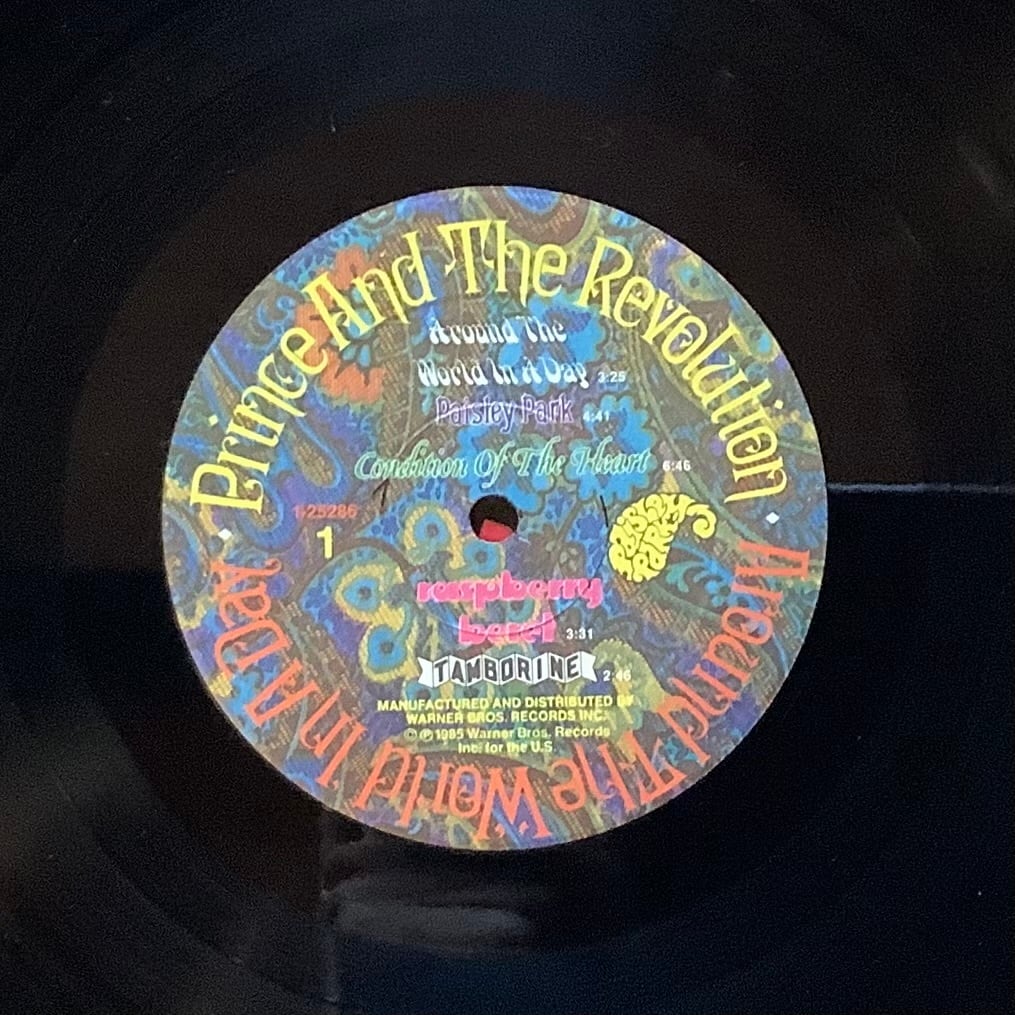 Prince And The Revolution
Around The
World In A Day 3:25
Paisley Park 4:41
Condition Of The Heart 6:46
1-25286
1
PAISLEY
PARK
raspberry
beret 3:31
TAMBORINE 2:46
MANUFACTURED AND DISTRIBUTED BY
WARNER BROS. RECORDS INC.
© ℗ 1985 Warner Bros. Records
Inc. for the U.S.
Around The World In A Day